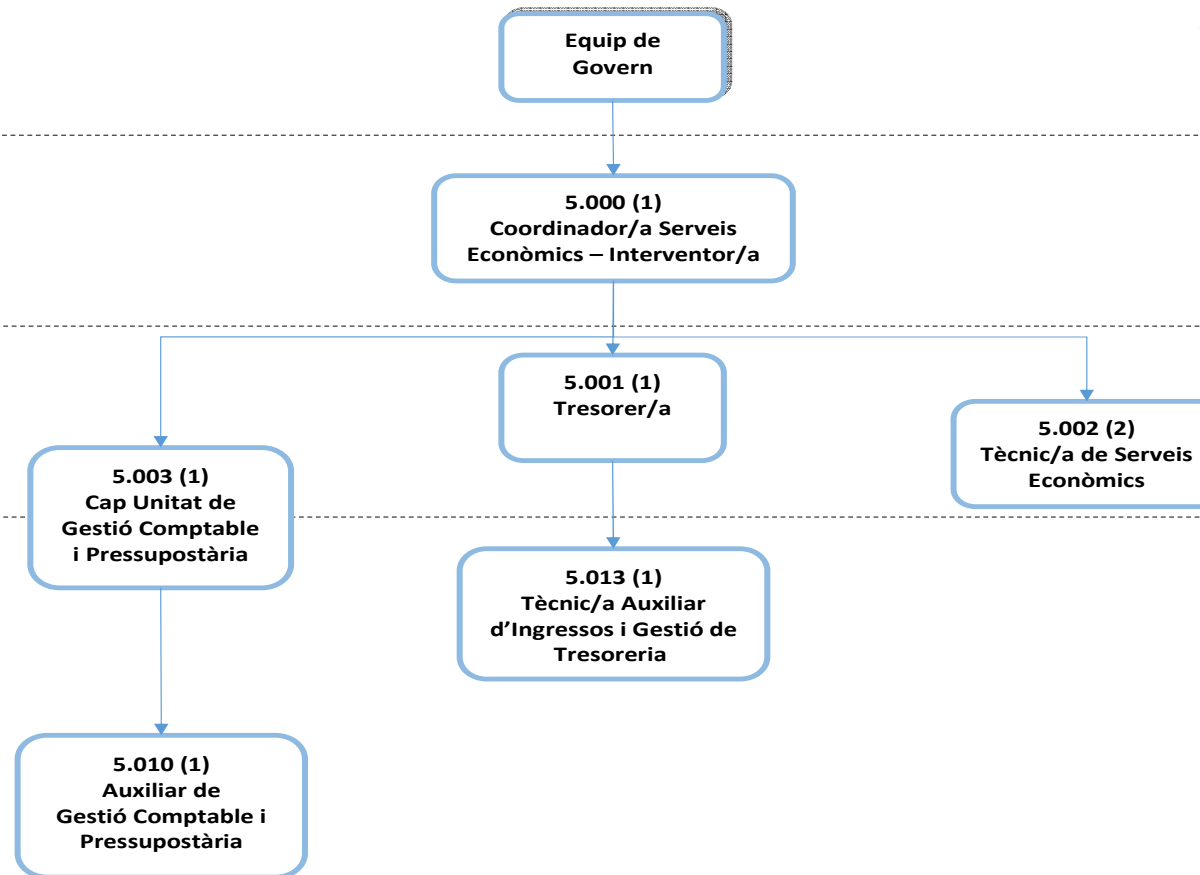 Equip de
Govern
5.000 (1)
Coordinador/a Serveis
Econòmics – Interventor/a
5.001 (1)
Tresorer/a
5.002 (2)
Tècnic/a de Serveis
Econòmics
5.003 (1)
Cap Unitat de
Gestió Comptable
i Pressupostària
5.013 (1)
Tècnic/a Auxiliar
d’Ingressos i Gestió de
Tresoreria
5.010 (1)
Auxiliar de
Gestió Comptable i
Pressupostària